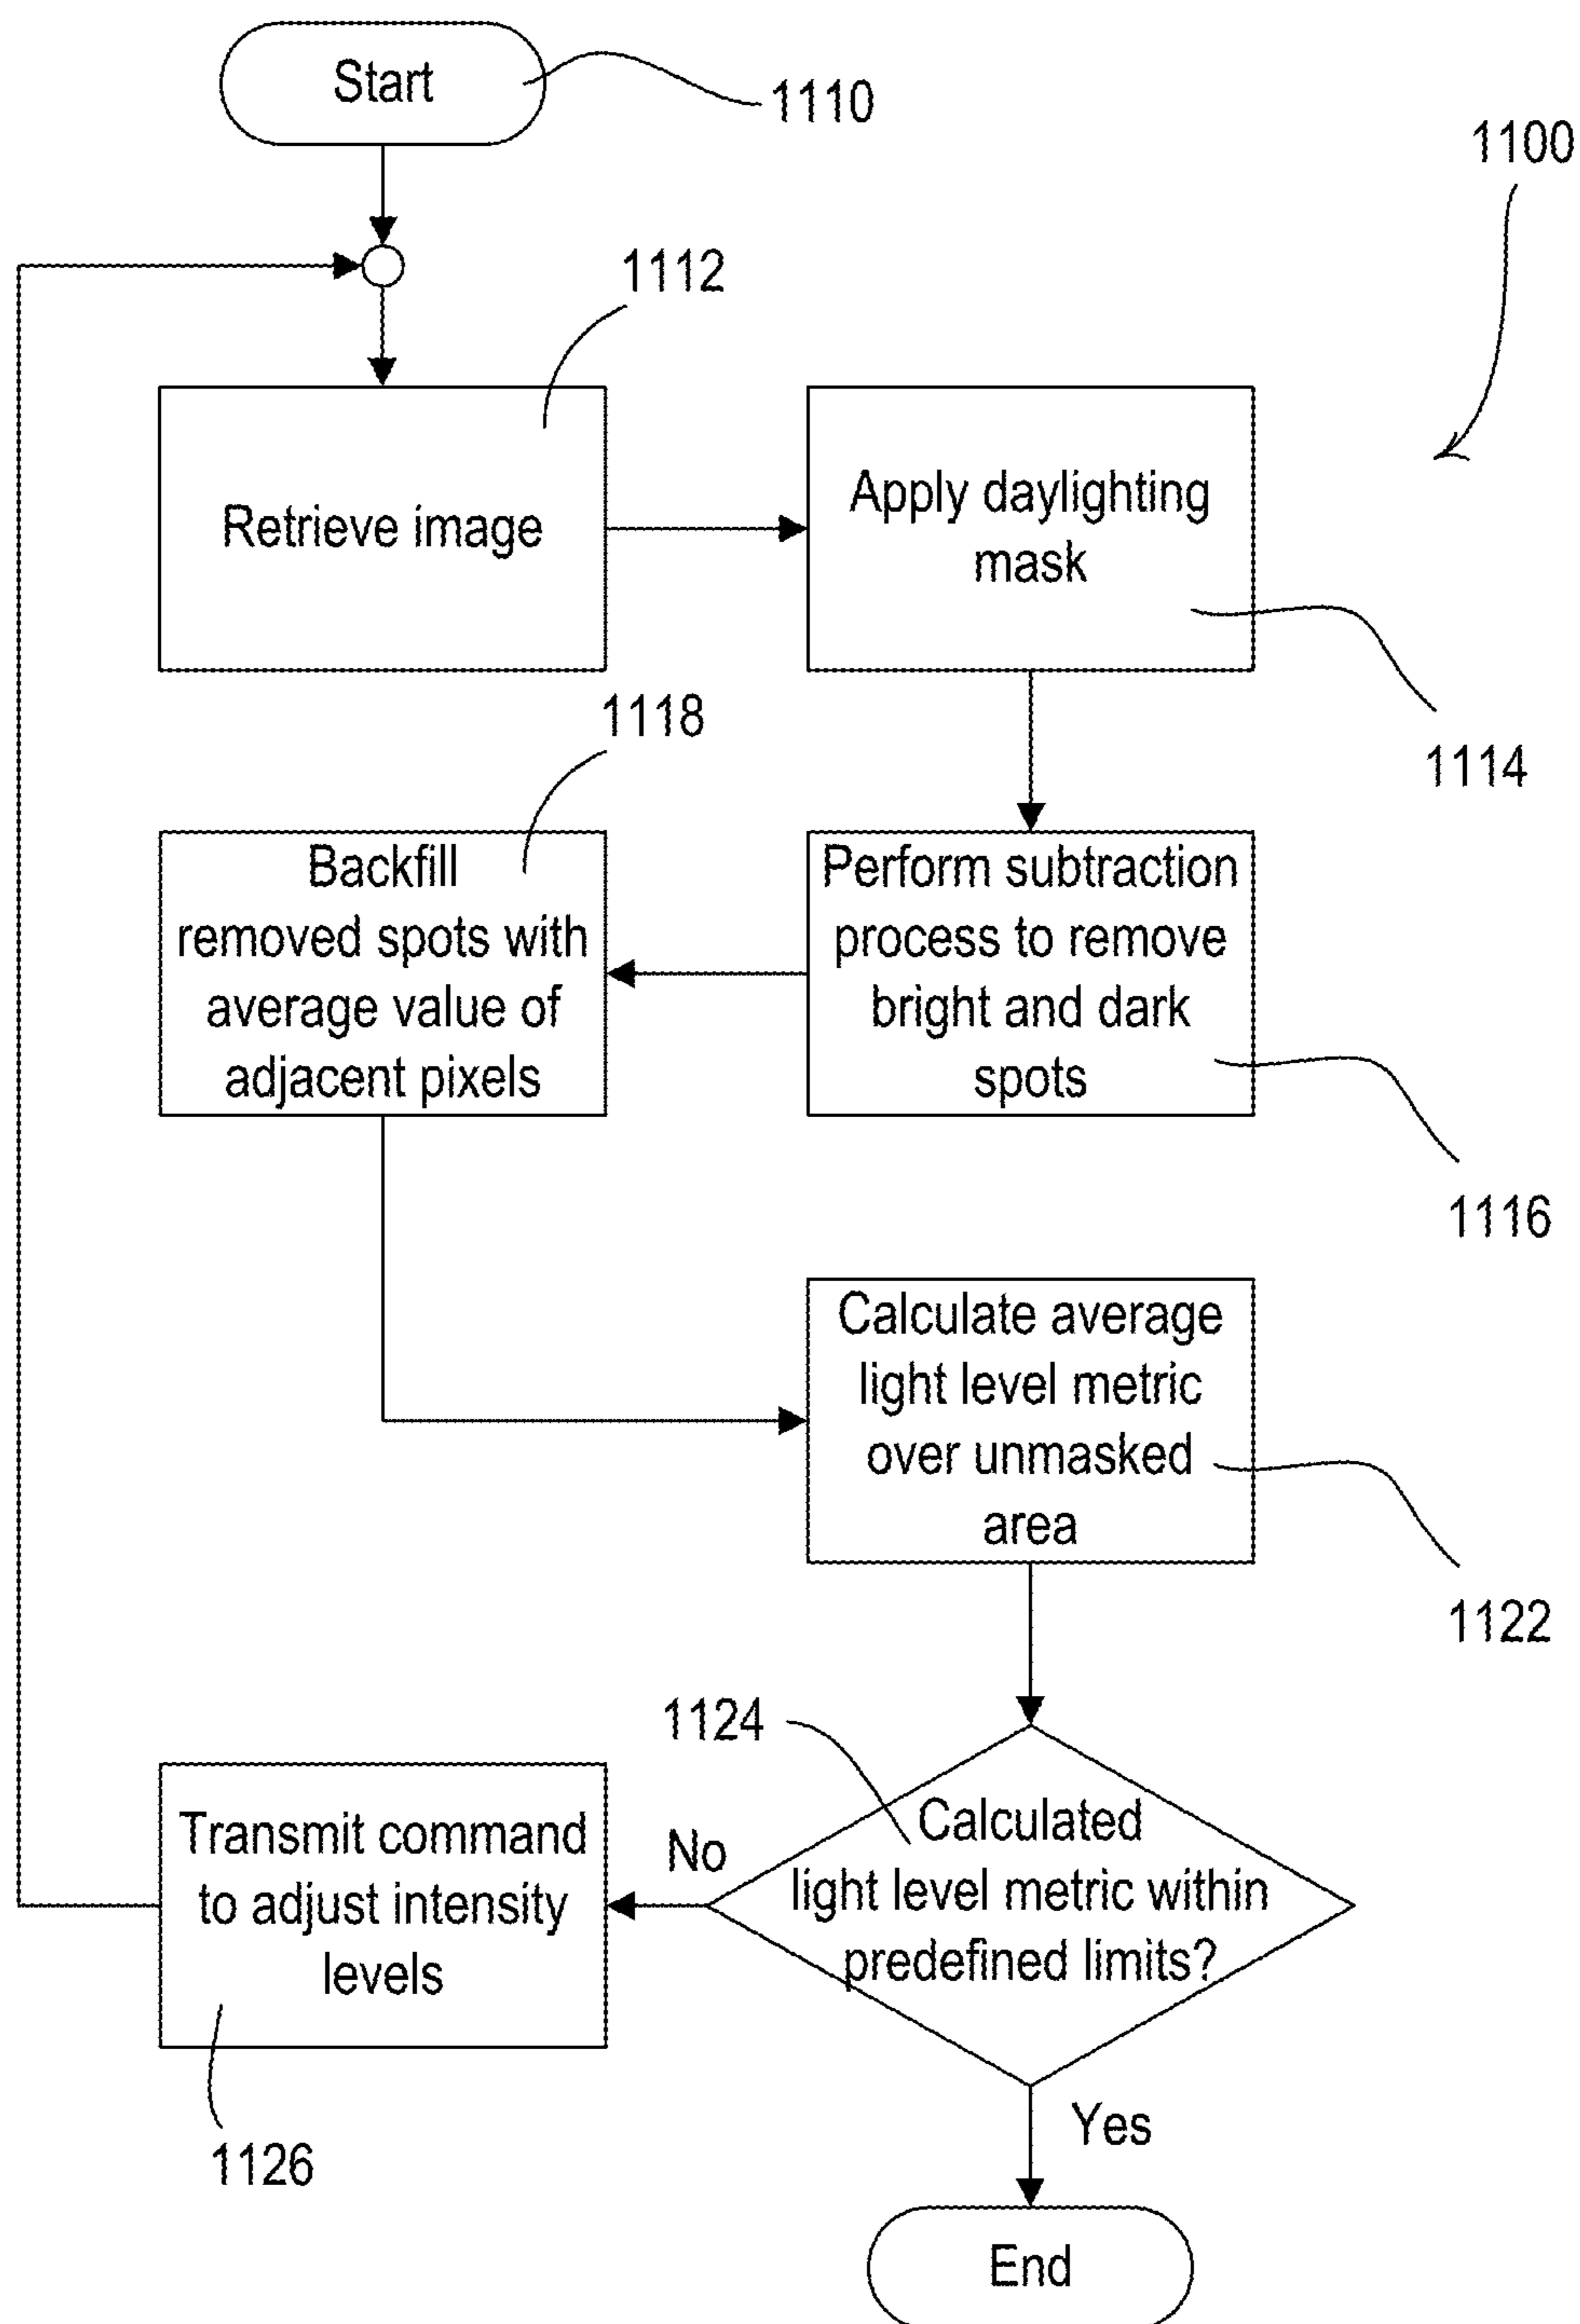 Start
1110
1100
1112
Retrieve image
Apply daylighting
mask
1114
1118
Backfill
removed spots with
average value of
adjacent pixels
Perform subtraction
process to remove
bright and dark
spots
1116
Calculate average
light level metric
over unmasked
area
1122
1124
Calculated
light level metric within
predefined limits?
No
Transmit command
to adjust intensity
levels
1126
Yes
End